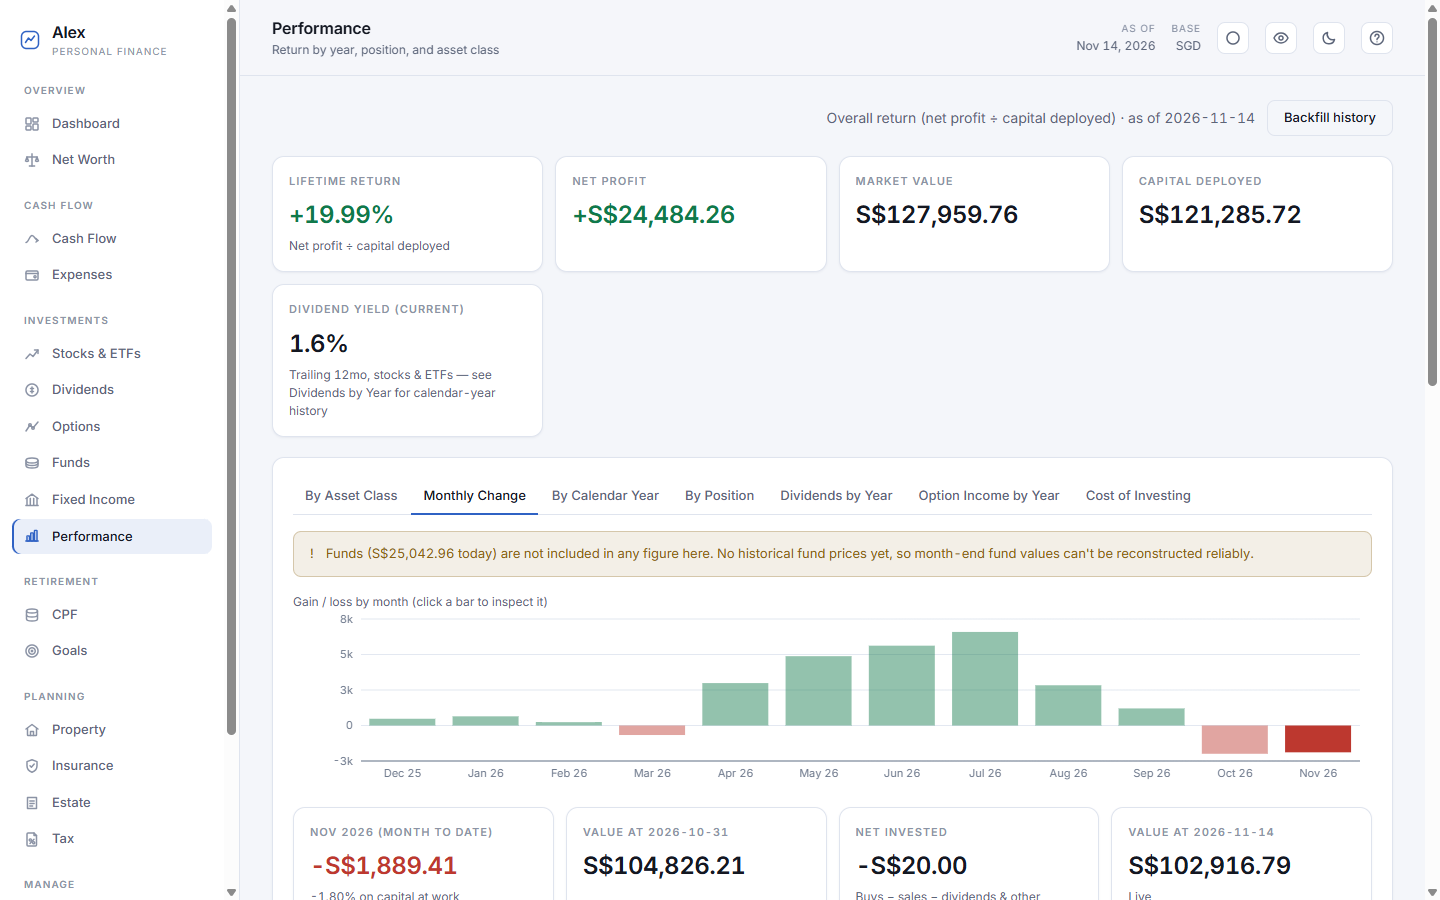 Alex
PERSONAL FINANCE
OVERVIEW
Dashboard
Net Worth
CASH FLOW
Cash Flow
Expenses
INVESTMENTS
Stocks & ETFs
Dividends
Options
Funds
Fixed Income
Performance
RETIREMENT
CPF
Goals
PLANNING
Property
Insurance
Estate
Tax
MANAGE
Performance
Return by year, position, and asset class
AS OF
Nov 14, 2026
BASE
SGD
Overall return (net profit ÷ capital deployed) · as of 2026-11-14
Backfill history
LIFETIME RETURN
+19.99%
Net profit ÷ capital deployed
NET PROFIT
+S$24,484.26
MARKET VALUE
S$127,959.76
CAPITAL DEPLOYED
S$121,285.72
DIVIDEND YIELD (CURRENT)
1.6%
Trailing 12mo, stocks & ETFs — see
Dividends by Year for calendar-year
history
By Asset Class
Monthly Change
By Calendar Year
By Position
Dividends by Year
Option Income by Year
Cost of Investing
! Funds (S$25,042.96 today) are not included in any figure here. No historical fund prices yet, so month-end fund values can't be reconstructed reliably.
Gain / loss by month (click a bar to inspect it)
8k
5k
3k
0
-3k
Dec 25
Jan 26
Feb 26
Mar 26
Apr 26
May 26
Jun 26
Jul 26
Aug 26
Sep 26
Oct 26
Nov 26
NOV 2026 (MONTH TO DATE)
-S$1,889.41
-1.80% on capital at work
VALUE AT 2026-10-31
S$104,826.21
NET INVESTED
-S$20.00
Buys − sales − dividends & other
VALUE AT 2026-11-14
S$102,916.79
Live